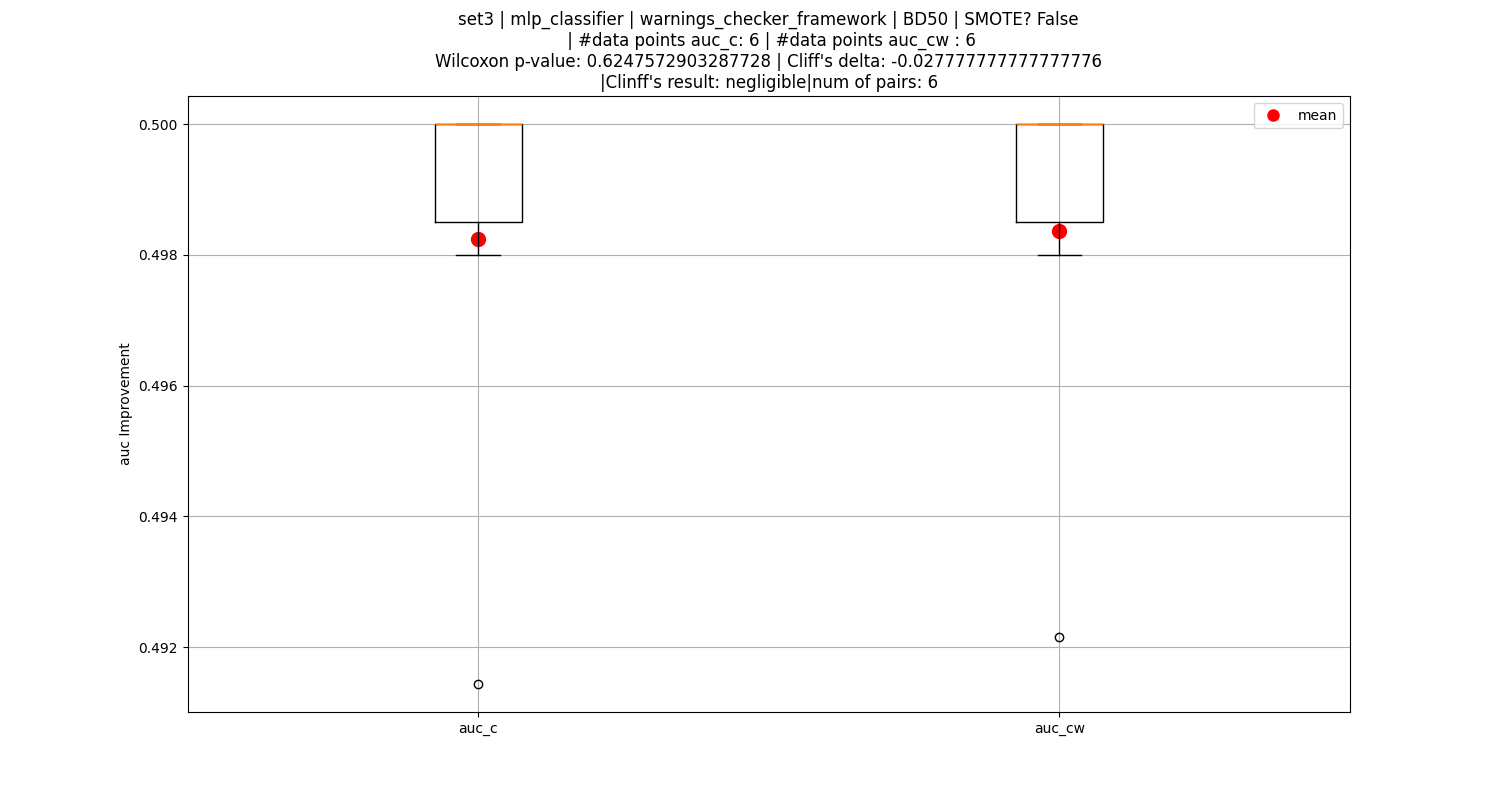 set3 | mlp_classifier | warnings_checker_framework | BD50 | SMOTE? False
| #data points auc_c: 6 | #data points auc_cw : 6
Wilcoxon p-value: 0.6247572903287728 | Cliff's delta: -0.027777777777777776
|Clinff's result: negligible|num of pairs: 6
mean
0.500
0.498
0.496
0.494
0.492
auc Improvement
auc_c
auc_cw